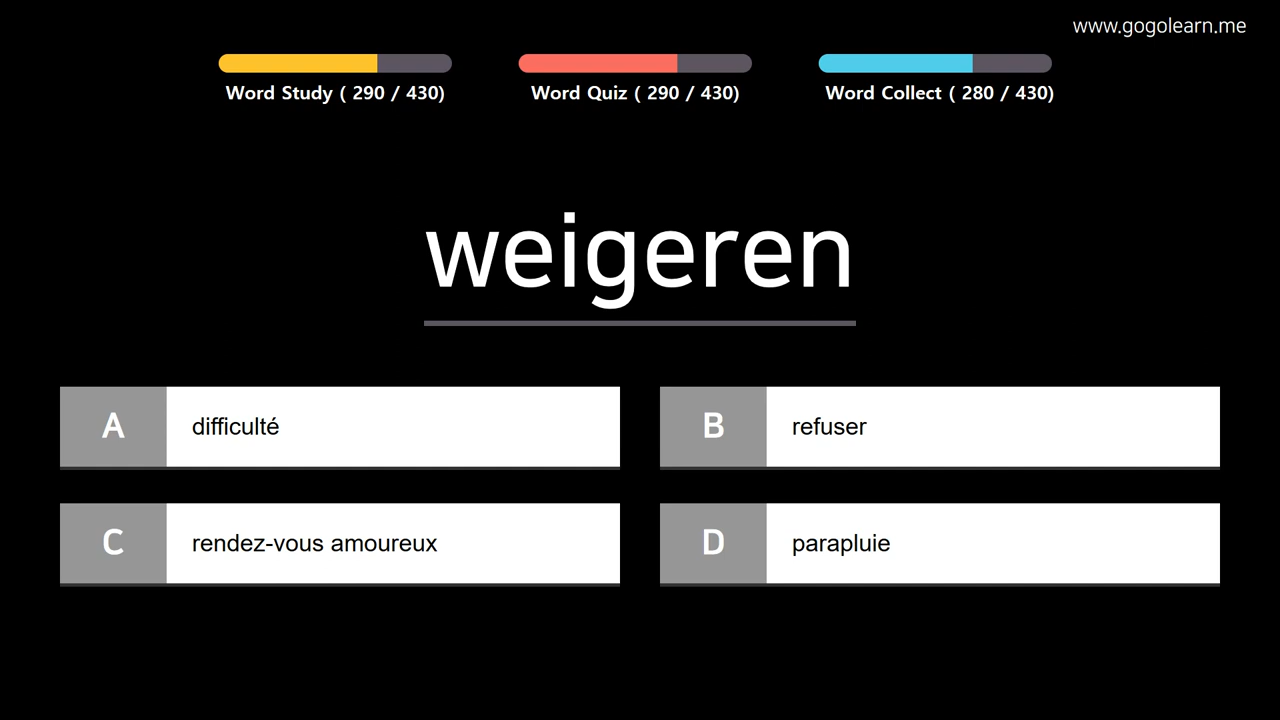 www.gogolearn.me
Word Study ( 290 / 430)
Word Quiz ( 290 / 430)
Word Collect ( 280 / 430)
weigeren
A
difficulté
B
refuser
C
rendez-vous amoureux
D
parapluie